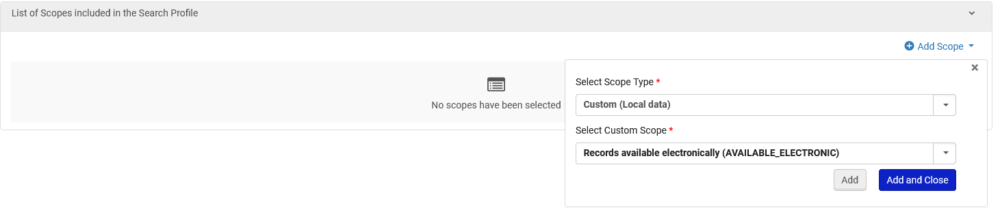 List of Scopes included in the Search Profile
Add Scope
No scopes have been selected
Select Scope Type *
Custom (Local data)
Select Custom Scope *
Records available electronically (AVAILABLE_ELECTRONIC)
Add
Add and Close